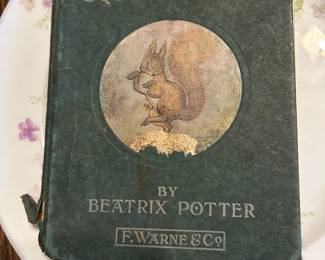 BY
BEATRIX POTTER
F. WARNE & Co